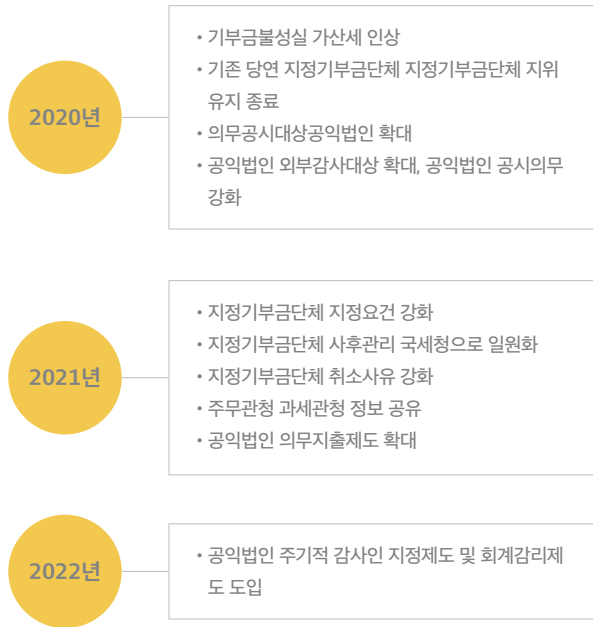 2020년
• 기부금불성실 가산세 인상
• 기존 당연 지정기부금단체 지정기부금단체 지위
유지 종료
• 의무공시대상공익법인 확대
• 공익법인 외부감사대상 확대, 공익법인 공시의무
강화
2021년
• 지정기부금단체 지정요건 강화
• 지정기부금단체 사후관리 국세청으로 일원화
• 지정기부금단체 취소사유 강화
• 주무관청 과세관청 정보 공유
• 공익법인 의무지출제도 확대
2022년
• 공익법인 주기적 감사인 지정제도 및 회계감리제
도 도입